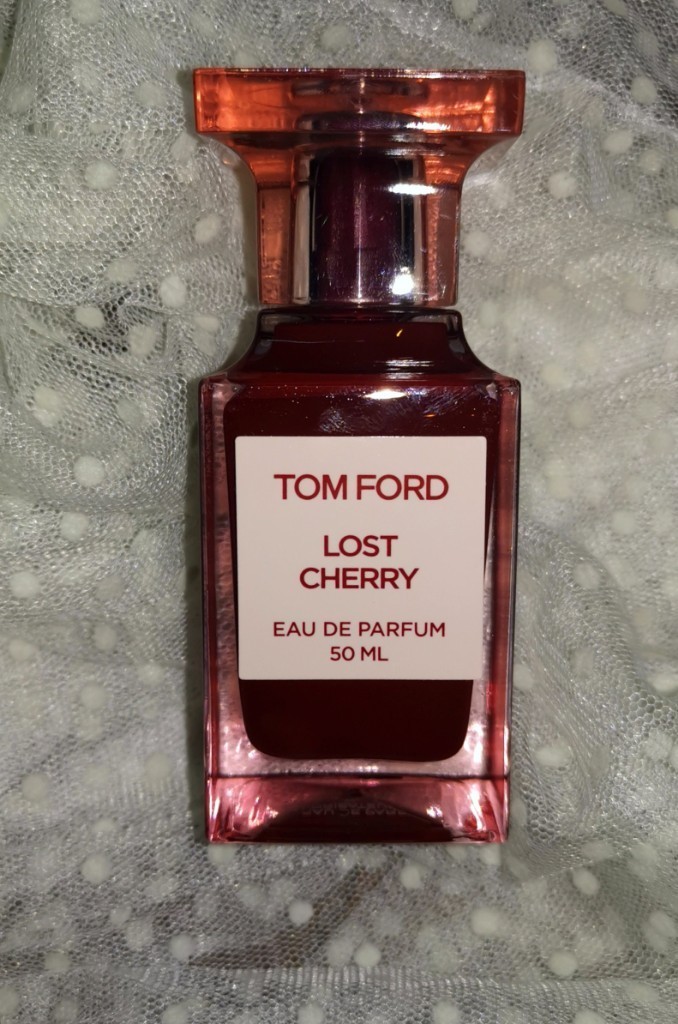 TOM FORD
LOST
CHERRY
EAU DE PARFUM
50 ML